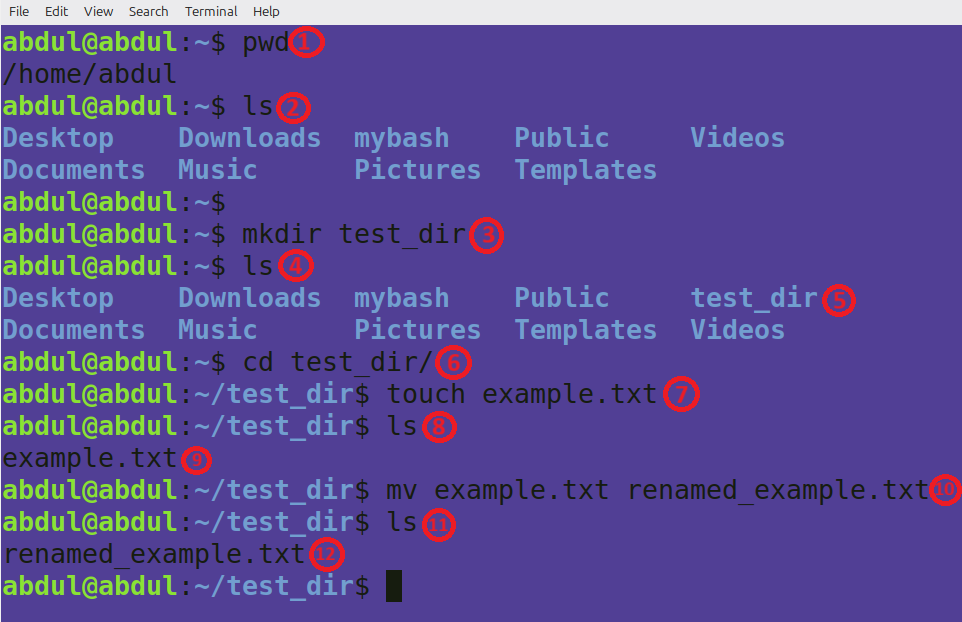 File Edit View Search Terminal Help
abdul@abdul:~$ pwd 1
/home/abdul
abdul@abdul:~$ ls 2
Desktop Downloads mybash Public Videos
Documents Music Pictures Templates
abdul@abdul:~$
abdul@abdul:~$ mkdir test_dir 3
abdul@abdul:~$ ls 4
Desktop Downloads mybash Public test_dir 5
Documents Music Pictures Templates Videos
abdul@abdul:~$ cd test_dir/ 6
abdul@abdul:~/test_dir$ touch example.txt 7
abdul@abdul:~/test_dir$ ls 8
example.txt 9
abdul@abdul:~/test_dir$ mv example.txt renamed_example.txt 10
abdul@abdul:~/test_dir$ ls 11
renamed_example.txt 12
abdul@abdul:~/test_dir$